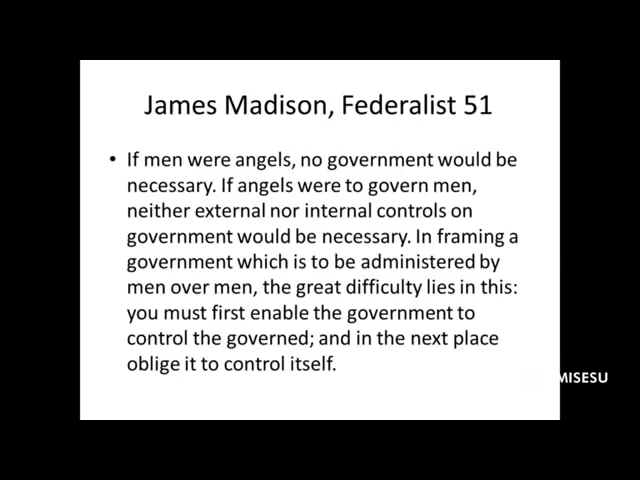 James Madison, Federalist 51
• If men were angels, no government would be
necessary. If angels were to govern men,
neither external nor internal controls on
government would be necessary. In framing a
government which is to be administered by
men over men, the great difficulty lies in this:
you must first enable the government to
control the governed; and in the next place
oblige it to control itself.
MISESU